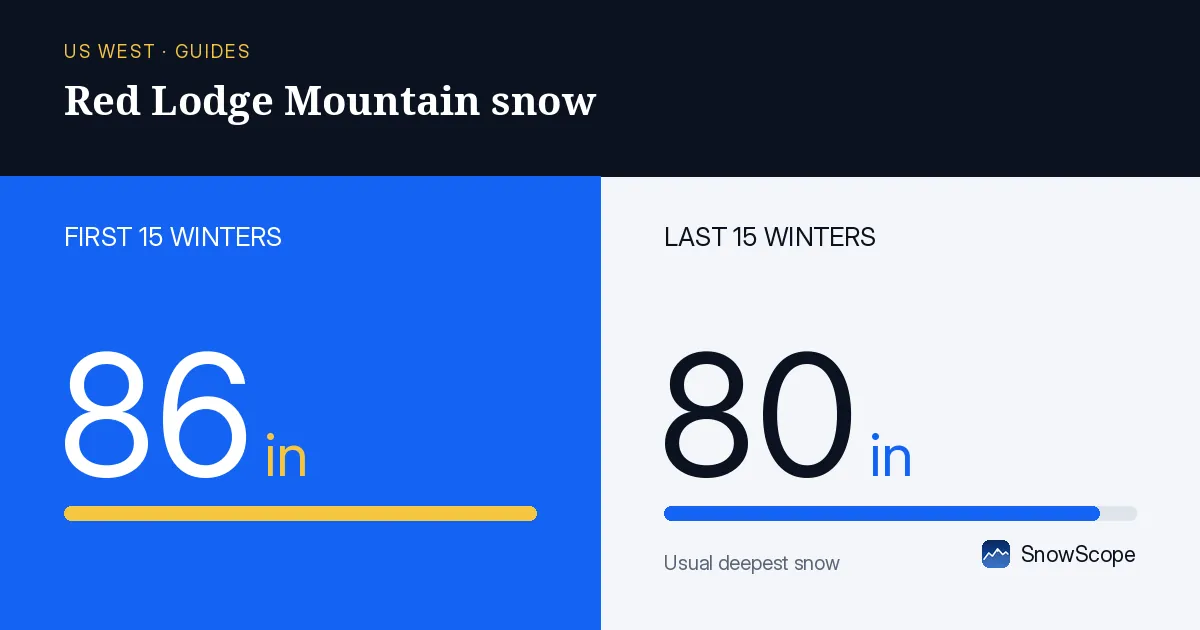 US WEST · GUIDES
Red Lodge Mountain snow
FIRST 15 WINTERS
86 in
LAST 15 WINTERS
80 in
Usual deepest snow
SnowScope